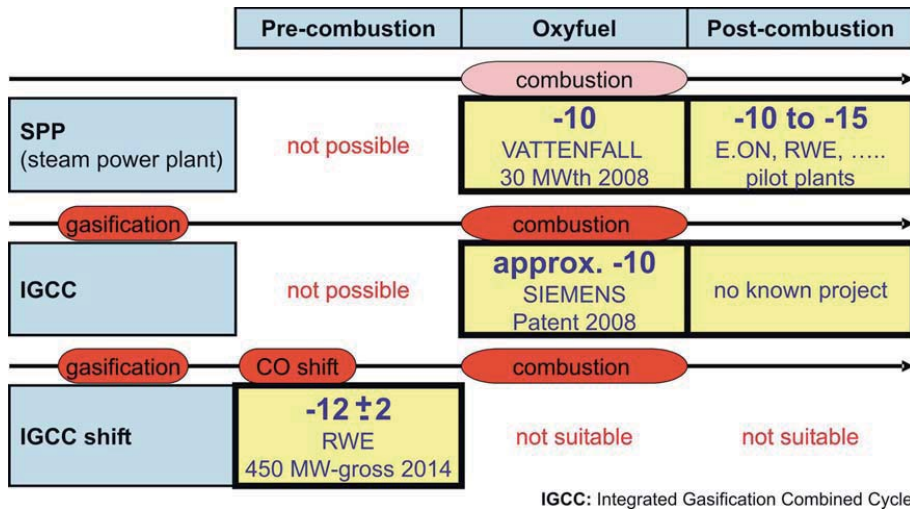 Pre-combustion Oxyfuel Post-combustion
combustion
SPP
(steam power plant)
not possible
-10
VATTENFALL
30 MWth 2008
-10 to -15
E.ON, RWE, .....
pilot plants
gasification combustion
IGCC
not possible
approx. -10
SIEMENS
Patent 2008
no known project
gasification CO shift combustion
IGCC shift
-12 ± 2
RWE
450 MW-gross 2014
not suitable
not suitable
IGCC: Integrated Gasification Combined Cycle